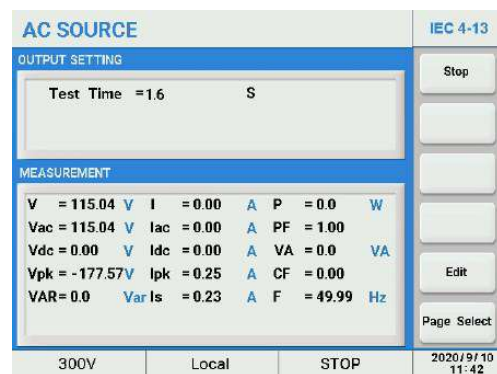 AC SOURCE
IEC 4-13
OUTPUT SETTING
Test Time =1.6 S
Stop
MEASUREMENT
V = 115.04 V I = 0.00 A P = 0.0 W
Vac = 115.04 V Iac = 0.00 A PF = 1.00
Vdc = 0.00 V Idc = 0.00 A VA = 0.0 VA
Vpk = -177.57V Ipk = 0.25 A CF = 0.00
VAR= 0.0 Var Is = 0.23 A F = 49.99 Hz
Edit
Page Select
300V Local STOP
2020/9/10
11:42